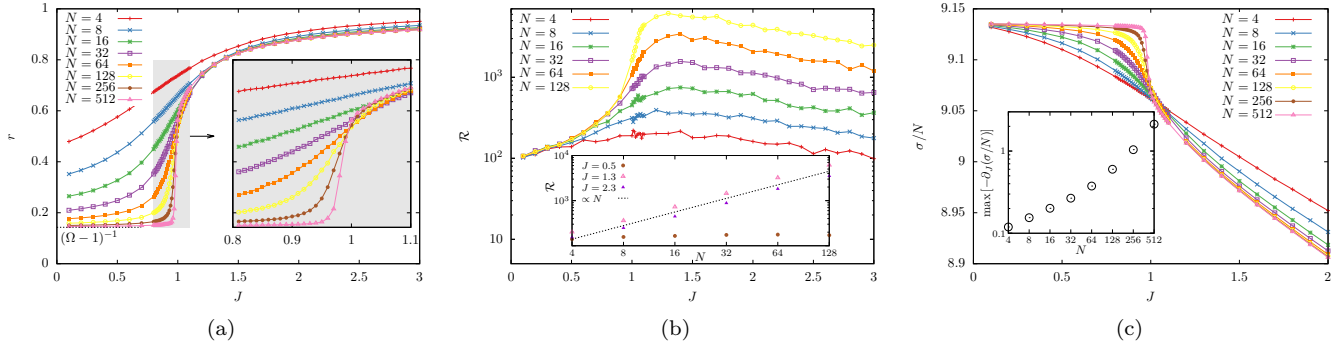 1
0.8
0.6
0.4
0.2
0
r
N = 4
N = 8
N = 16
N = 32
N = 64
N = 128
N = 256
N = 512
(Ω − 1)⁻¹
0.8 0.9 1 1.1
0 0.5 1 1.5 2 2.5 3
J
(a)
10³
10²
10
R
N = 4
N = 8
N = 16
N = 32
N = 64
N = 128
J = 0.5
J = 1.3
J = 2.3
∝ N
10⁴
10³
R
4 8 16 32 64 128
N
0 0.5 1 1.5 2 2.5 3
J
(b)
9.15
9.1
9.05
9
8.95
8.9
σ/N
N = 4
N = 8
N = 16
N = 32
N = 64
N = 128
N = 256
N = 512
max [−∂J(σ/N)]
1
0.1
4 8 16 32 64 128 256 512
N
0 0.5 1 1.5 2
J
(c)